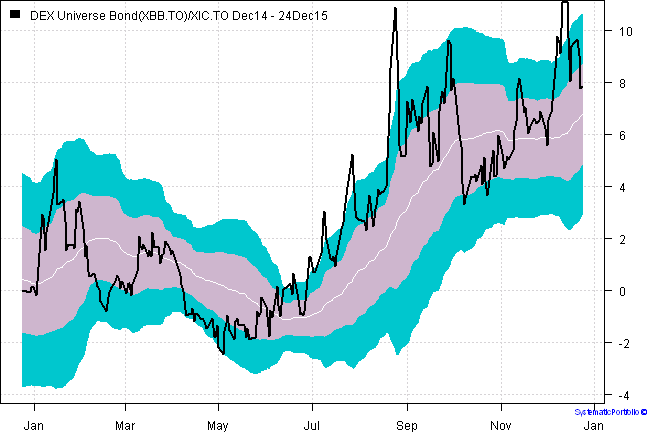 DEX Universe Bond(XBB.TO)/XIC.TO Dec14 - 24Dec15
10
8
6
4
2
0
-2
-4
Jan Mar May Jul Sep Nov Jan
SystematicPortfolio ©